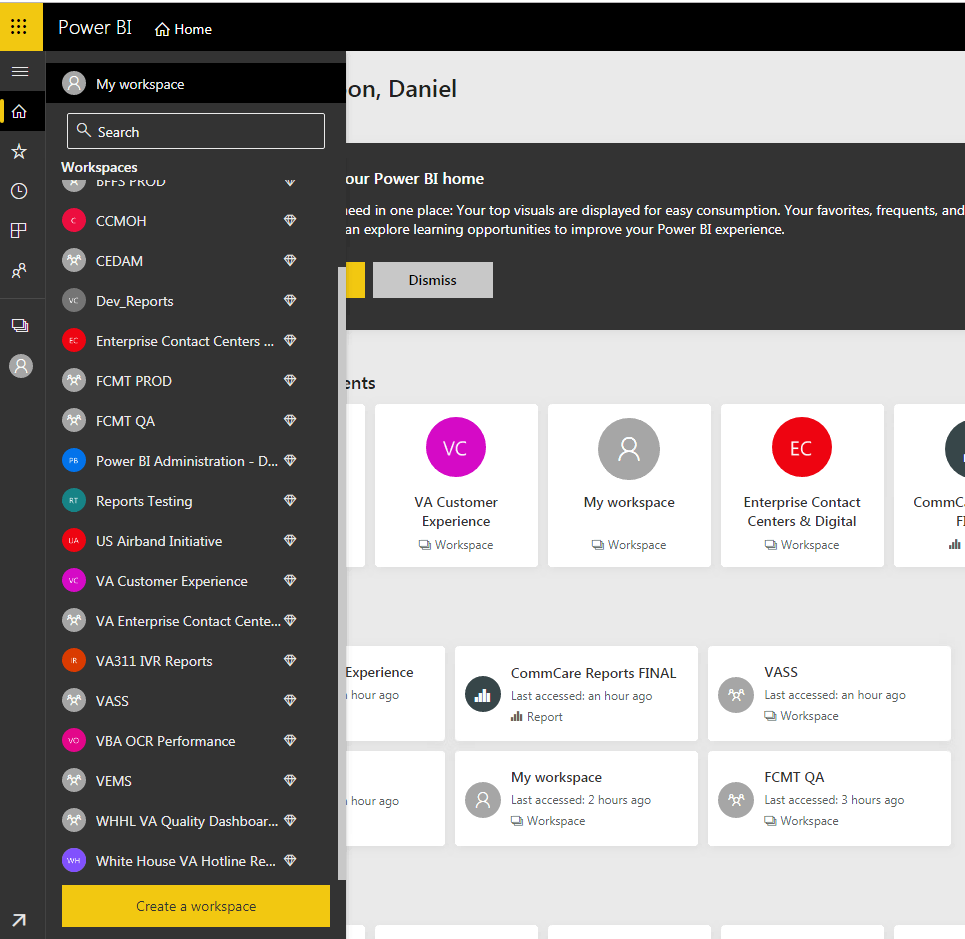 Power BI
Home
My workspace
Search
Workspaces
BFFS PROD
C
CCMOH
CEDAM
VC
Dev_Reports
EC
Enterprise Contact Centers ...
FCMT PROD
FCMT QA
PB
Power BI Administration - D...
RT
Reports Testing
UA
US Airband Initiative
VC
VA Customer Experience
VA Enterprise Contact Cente...
IR
VA311 IVR Reports
VASS
VO
VBA OCR Performance
VEMS
WHHL VA Quality Dashboar...
WH
White House VA Hotline Re...
Create a workspace
on, Daniel
our Power BI home
need in one place: Your top visuals are displayed for easy consumption. Your favorites, frequents, and
an explore learning opportunities to improve your Power BI experience.
Dismiss
ents
VC
VA Customer
Experience
Workspace
My workspace
Workspace
EC
Enterprise Contact
Centers & Digital
Workspace
CommCa
FI
Experience
hour ago
CommCare Reports FINAL
Last accessed: an hour ago
Report
VASS
Last accessed: an hour ago
Workspace
hour ago
My workspace
Last accessed: 2 hours ago
Workspace
FCMT QA
Last accessed: 3 hours ago
Workspace